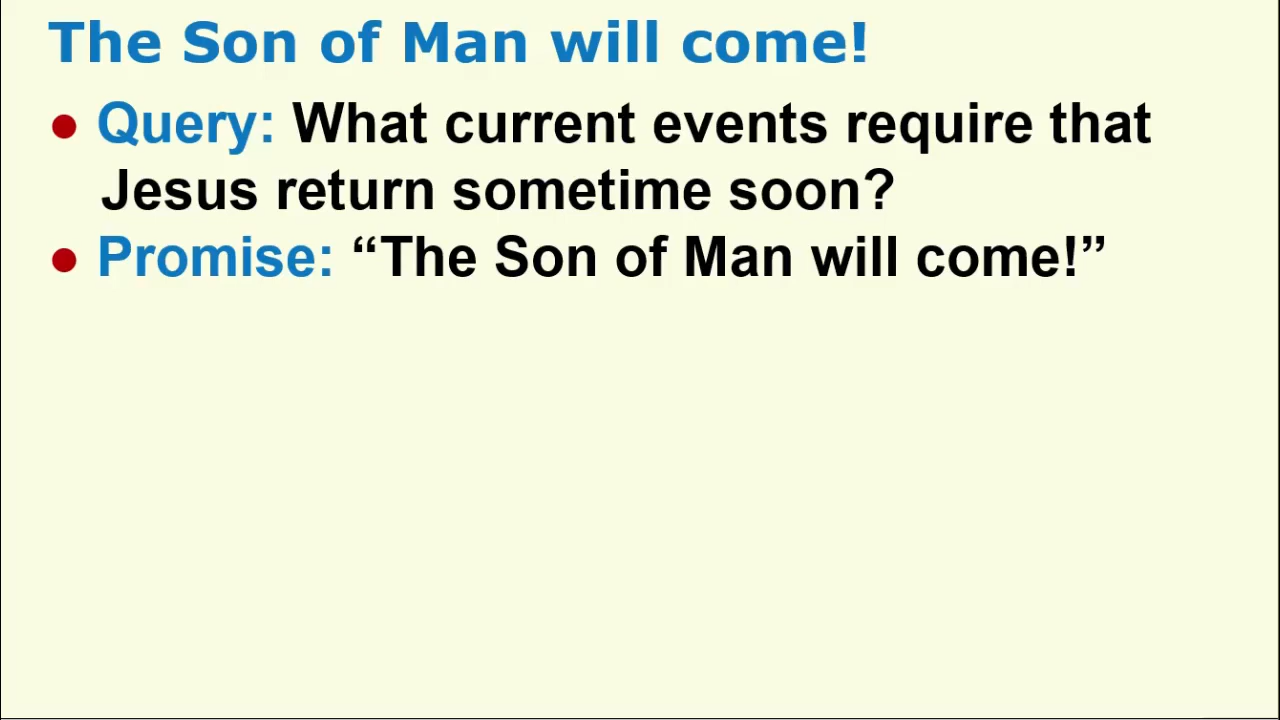 The Son of Man will come!
● Query: What current events require that
Jesus return sometime soon?
● Promise: “The Son of Man will come!”